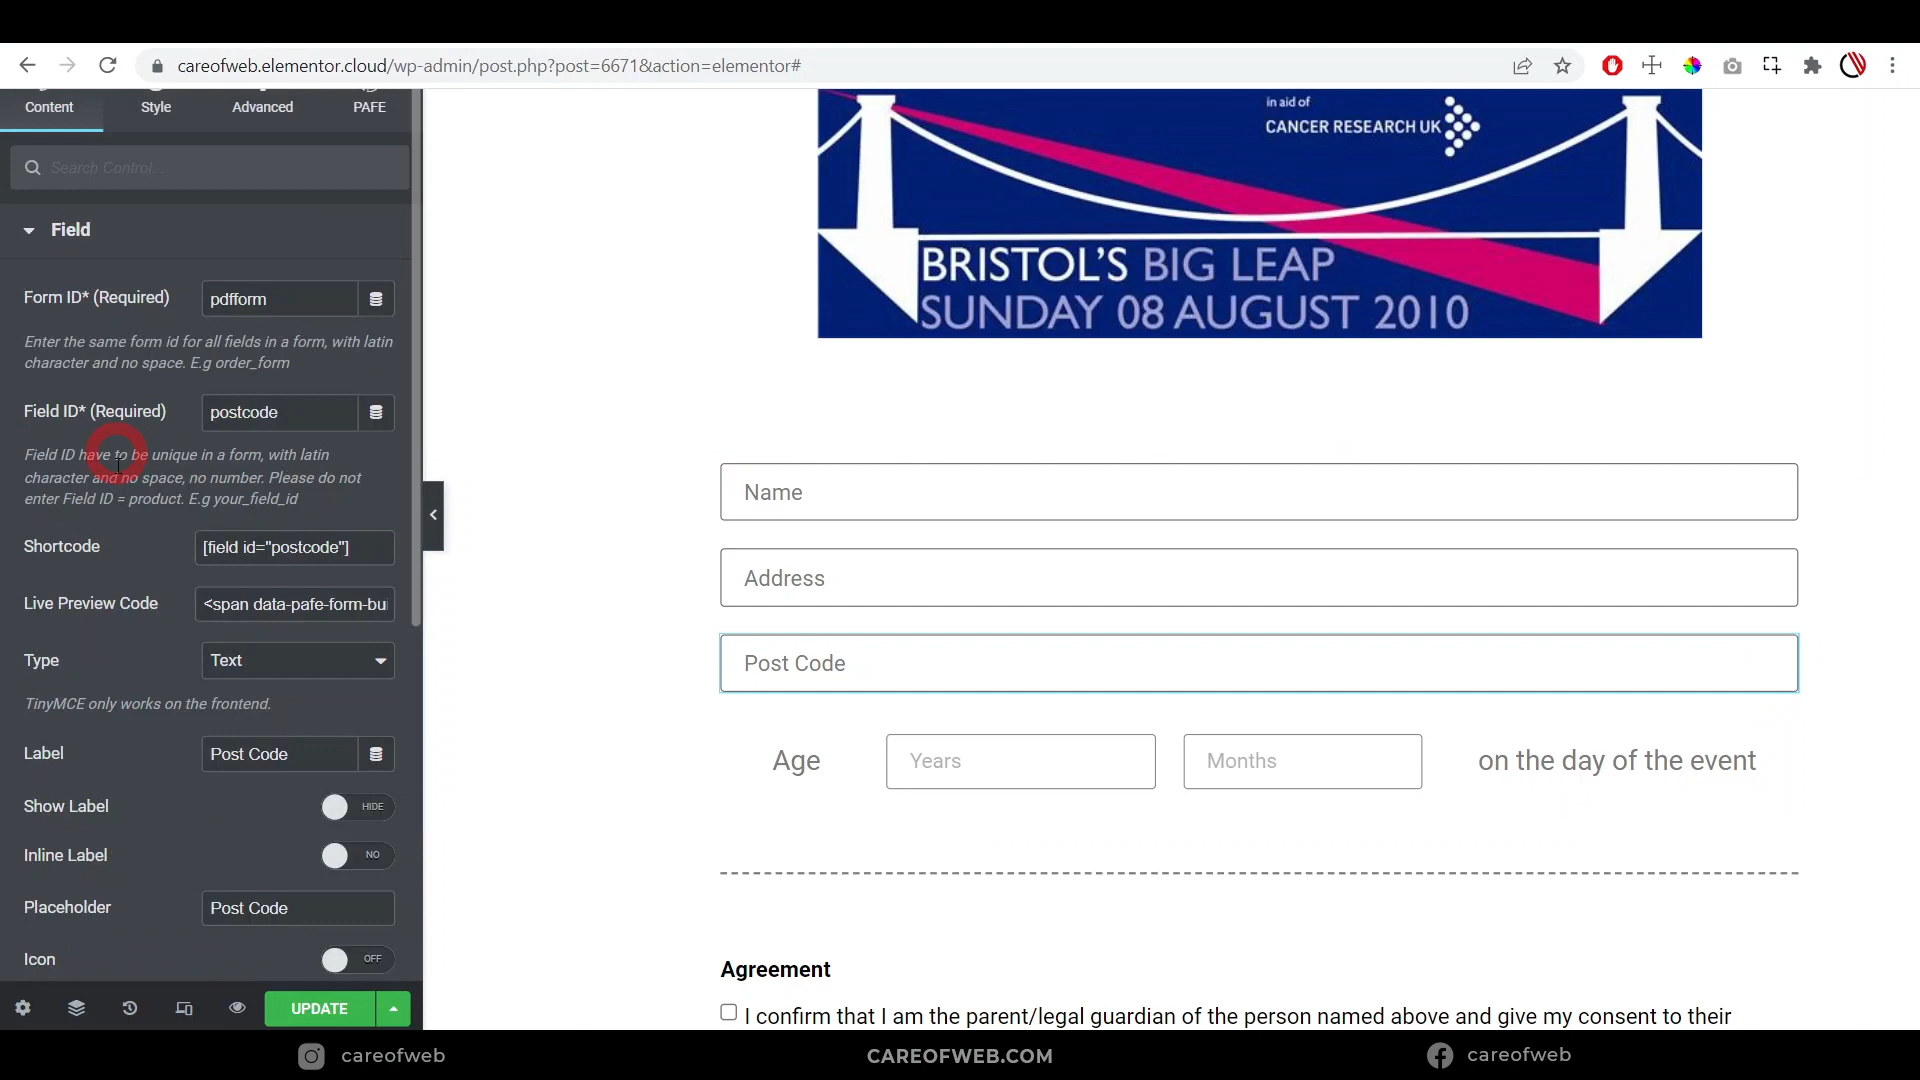 careofweb.elementor.cloud/wp-admin/post.php?post=6671&action=elementor#
Content
Style
Advanced
PAFE
Search Control...
Field
Form ID* (Required)
pdfform
Enter the same form id for all fields in a form, with latin
character and no space. E.g order_form
Field ID* (Required)
postcode
Field ID have to be unique in a form, with latin
character and no space, no number. Please do not
enter Field ID = product. E.g your_field_id
Shortcode
[field id="postcode"]
Live Preview Code
<span data-pafe-form-bui
Type
Text
TinyMCE only works on the frontend.
Label
Post Code
Show Label
HIDE
Inline Label
NO
Placeholder
Post Code
Icon
OFF
UPDATE
in aid of
CANCER RESEARCH UK
BRISTOL'S BIG LEAP
SUNDAY 08 AUGUST 2010
Name
Address
Post Code
Age
Years
Months
on the day of the event
Agreement
I confirm that I am the parent/legal guardian of the person named above and give my consent to their
careofweb
CAREOFWEB.COM
careofweb